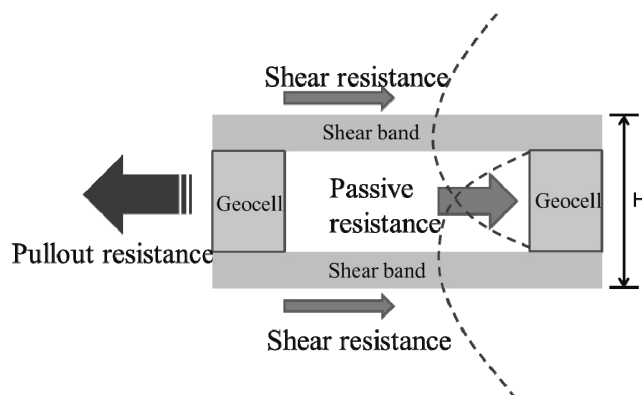 Shear resistance
Shear band
Geocell
Passive
resistance
Geocell
H
Pullout resistance
Shear band
Shear resistance